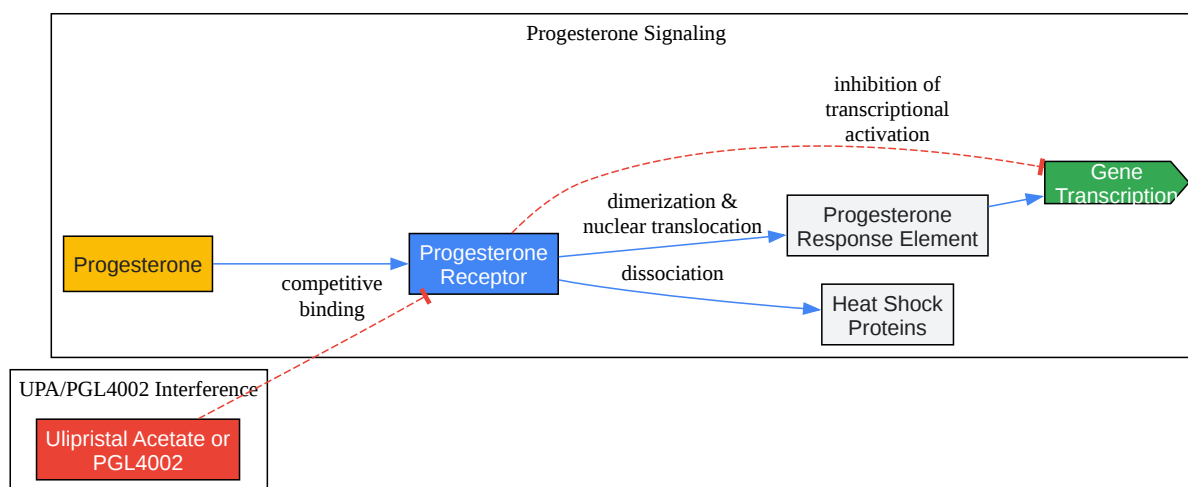 Progesterone Signaling
inhibition of
transcriptional
activation
Gene
Transcription
dimerization &
nuclear translocation
Progesterone
Response Element
Progesterone
competitive
binding
Progesterone
Receptor
dissociation
Heat Shock
Proteins
UPA/PGL4002 Interference
Ulipristal Acetate or
PGL4002